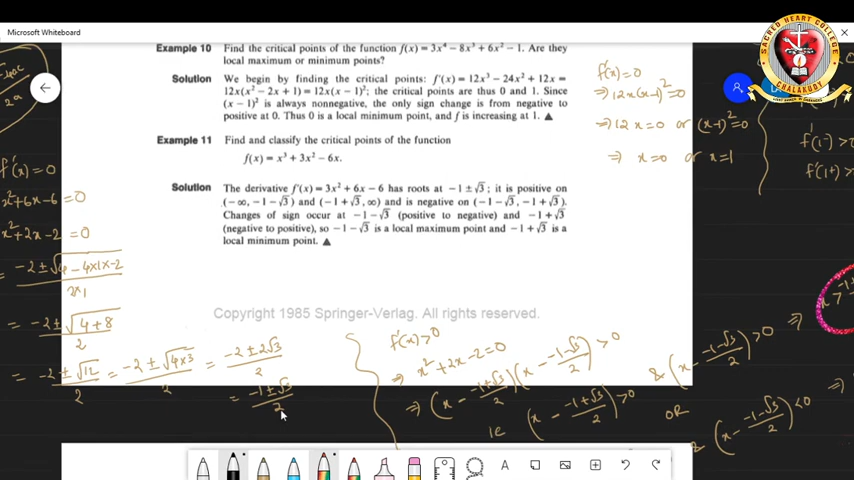 Microsoft Whiteboard
SACRED HEART COLLEGE
CHALAKUDY
Example 10 Find the critical points of the function f(x) = 3x⁴ − 8x³ + 6x² − 1. Are they
local maximum or minimum points?
Solution We begin by finding the critical points: f'(x) = 12x³ − 24x² + 12x =
12x(x² − 2x + 1) = 12x(x − 1)²; the critical points are thus 0 and 1. Since
(x − 1)² is always nonnegative, the only sign change is from negative to
positive at 0. Thus 0 is a local minimum point, and f is increasing at 1. ▲
Example 11 Find and classify the critical points of the function
f(x) = x³ + 3x² − 6x.
Solution The derivative f'(x) = 3x² + 6x − 6 has roots at −1 ± √3; it is positive on
(−∞, −1 − √3) and (−1 + √3, ∞) and is negative on (−1 − √3, −1 + √3).
Changes of sign occur at −1 − √3 (positive to negative) and −1 + √3
(negative to positive), so −1 − √3 is a local maximum point and −1 + √3 is a
local minimum point. ▲
Copyright 1985 Springer-Verlag. All rights reserved.
f'(x) = 0
⇒ 12x(x−1)² = 0
⇒ 12x = 0 or (x−1)² = 0
⇒ x = 0 or x = 1
2a
f'(x) = 0
x² + 6x − 6 = 0
x² + 2x − 2 = 0
= −2 ± √4 − 4×1×−2 / 2×1
= −2 ± √4+8 / 2
= −2 ± √12 / 2 = −2 ± √4×3 / 2 = −2 ± 2√3 / 2
= −1 ± √3 / 2
f'(x) > 0
⇒ x² + 2x − 2 = 0
⇒ (x − −1+√3 / 2)(x − −1−√3 / 2) > 0
ie (x − −1+√3 / 2) > 0 & (x − −1−√3 / 2) > 0 ⇒
OR
& (x − −1−√3 / 2) < 0 ⇒
f'(1−) >
f'(1+) >
A